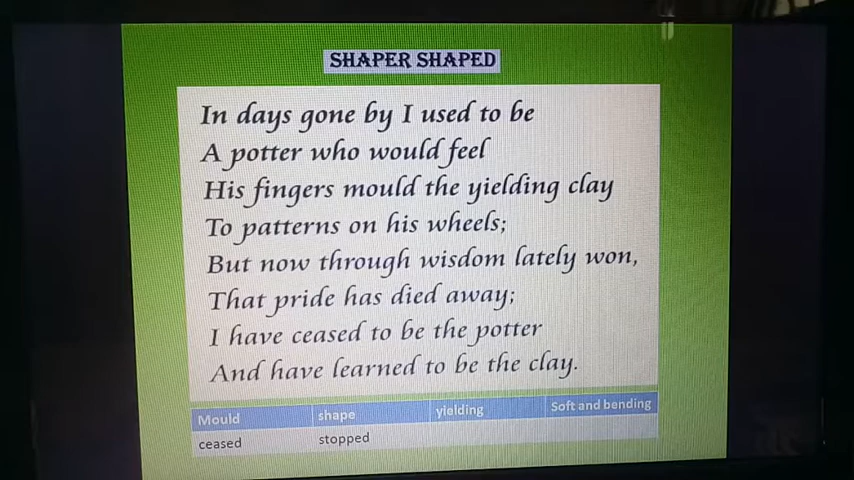 SHAPER SHAPED
In days gone by I used to be
A potter who would feel
His fingers mould the yielding clay
To patterns on his wheels;
But now through wisdom lately won,
That pride has died away;
I have ceased to be the potter
And have learned to be the clay.
Mould shape yielding Soft and bending
ceased stopped